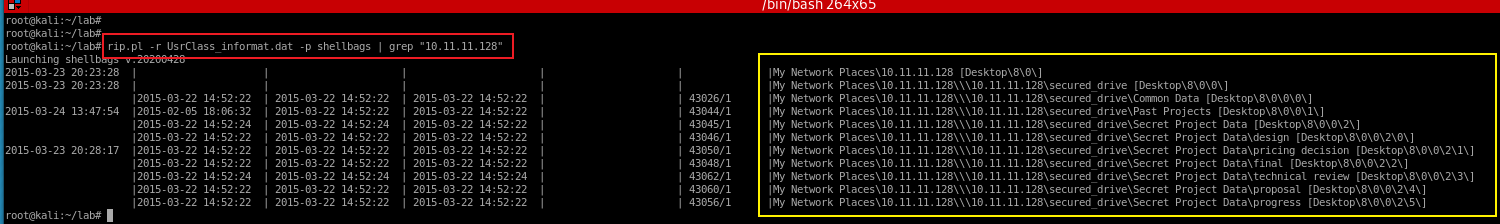 /bin/bash 264x65
root@kali:~/lab#
root@kali:~/lab#
root@kali:~/lab# rip.pl -r UsrClass_informat.dat -p shellbags | grep "10.11.11.128"
Launching shellbags v.20200428
2015-03-23 20:23:28 | | | | | |My Network Places\10.11.11.128 [Desktop\8\0\]
2015-03-23 20:23:28 | | | | | |My Network Places\10.11.11.128\\\10.11.11.128\secured_drive [Desktop\8\0\0\]
|2015-03-22 14:52:22 | 2015-03-22 14:52:22 | 2015-03-22 14:52:22 | | 43026/1 |My Network Places\10.11.11.128\\\10.11.11.128\secured_drive\Common Data [Desktop\8\0\0\0\]
2015-03-24 13:47:54 |2015-02-05 18:06:32 | 2015-03-22 14:52:22 | 2015-03-22 14:52:22 | | 43044/1 |My Network Places\10.11.11.128\\\10.11.11.128\secured_drive\Past Projects [Desktop\8\0\0\1\]
|2015-03-22 14:52:24 | 2015-03-22 14:52:24 | 2015-03-22 14:52:24 | | 43045/1 |My Network Places\10.11.11.128\\\10.11.11.128\secured_drive\Secret Project Data [Desktop\8\0\0\2\]
|2015-03-22 14:52:22 | 2015-03-22 14:52:22 | 2015-03-22 14:52:22 | | 43046/1 |My Network Places\10.11.11.128\\\10.11.11.128\secured_drive\Secret Project Data\design [Desktop\8\0\0\2\0\]
2015-03-23 20:28:17 |2015-03-22 14:52:22 | 2015-03-22 14:52:22 | 2015-03-22 14:52:22 | | 43050/1 |My Network Places\10.11.11.128\\\10.11.11.128\secured_drive\Secret Project Data\pricing decision [Desktop\8\0\0\2\1\]
|2015-03-22 14:52:24 | 2015-03-22 14:52:22 | 2015-03-22 14:52:22 | | 43048/1 |My Network Places\10.11.11.128\\\10.11.11.128\secured_drive\Secret Project Data\final [Desktop\8\0\0\2\2\]
|2015-03-22 14:52:24 | 2015-03-22 14:52:24 | 2015-03-22 14:52:24 | | 43062/1 |My Network Places\10.11.11.128\\\10.11.11.128\secured_drive\Secret Project Data\technical review [Desktop\8\0\0\2\3\]
|2015-03-22 14:52:22 | 2015-03-22 14:52:22 | 2015-03-22 14:52:22 | | 43060/1 |My Network Places\10.11.11.128\\\10.11.11.128\secured_drive\Secret Project Data\proposal [Desktop\8\0\0\2\4\]
|2015-03-22 14:52:22 | 2015-03-22 14:52:22 | 2015-03-22 14:52:22 | | 43056/1 |My Network Places\10.11.11.128\\\10.11.11.128\secured_drive\Secret Project Data\progress [Desktop\8\0\0\2\5\]
root@kali:~/lab#